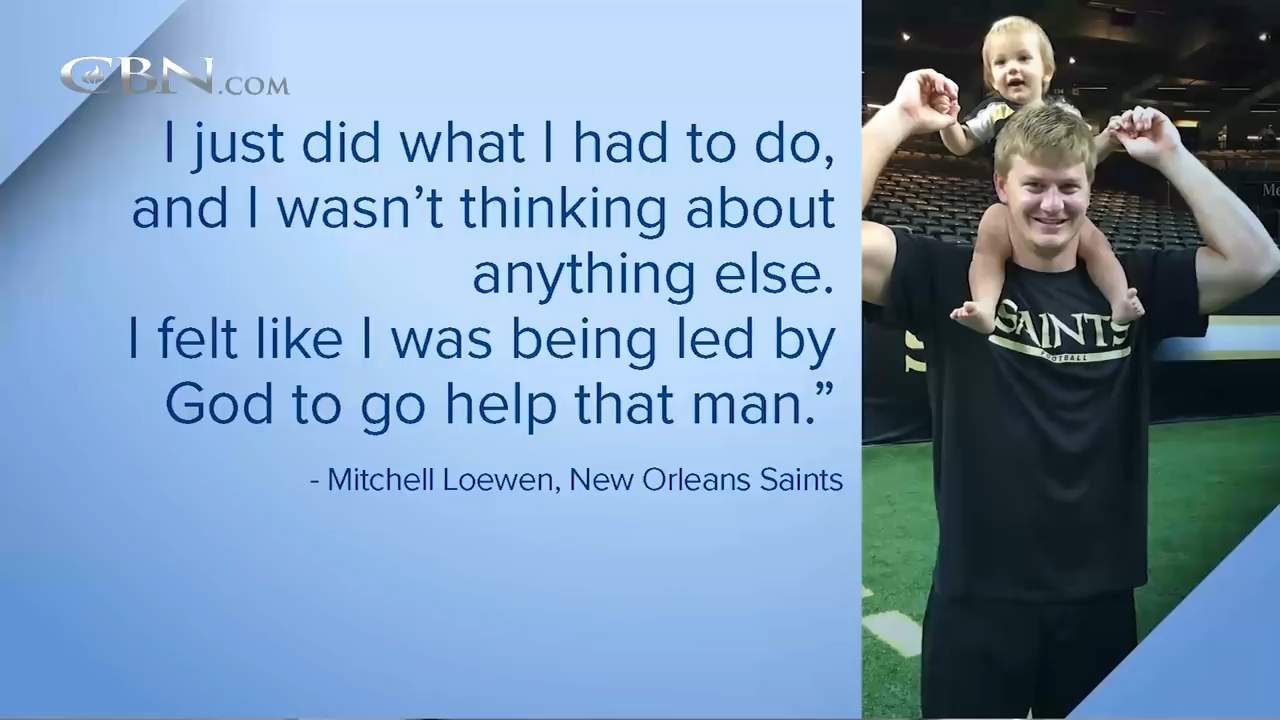 CBN.COM
I just did what I had to do,
and I wasn’t thinking about
anything else.
I felt like I was being led by
God to go help that man.”
- Mitchell Loewen, New Orleans Saints
SAINTS
FOOTBALL